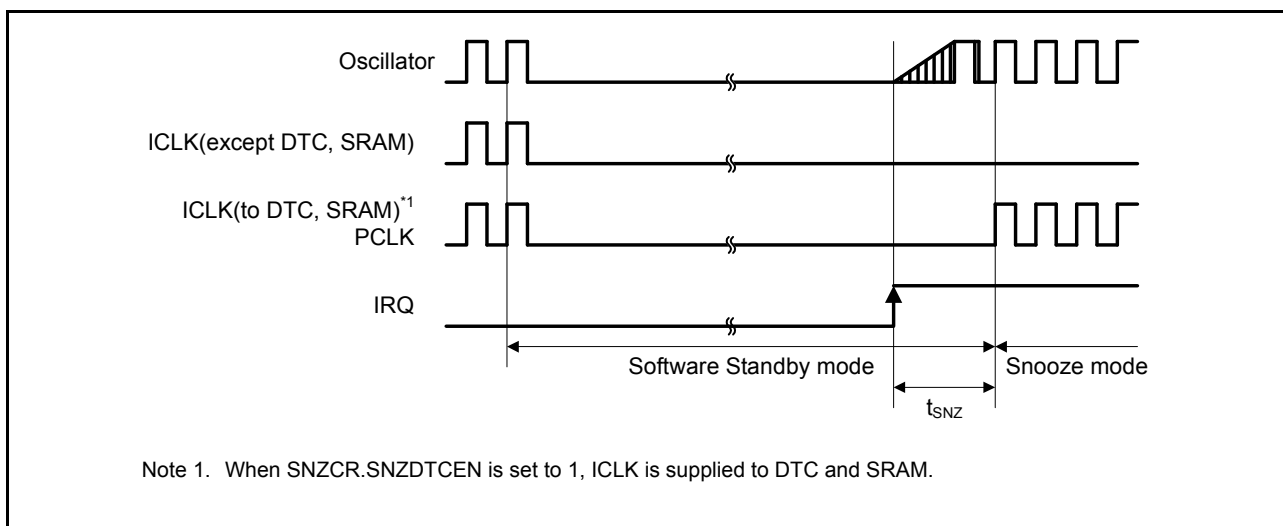 Oscillator
ICLK(except DTC, SRAM)
ICLK(to DTC, SRAM)*1
PCLK
IRQ
Software Standby mode
Snooze mode
tSNZ
Note 1. When SNZCR.SNZDTCEN is set to 1, ICLK is supplied to DTC and SRAM.